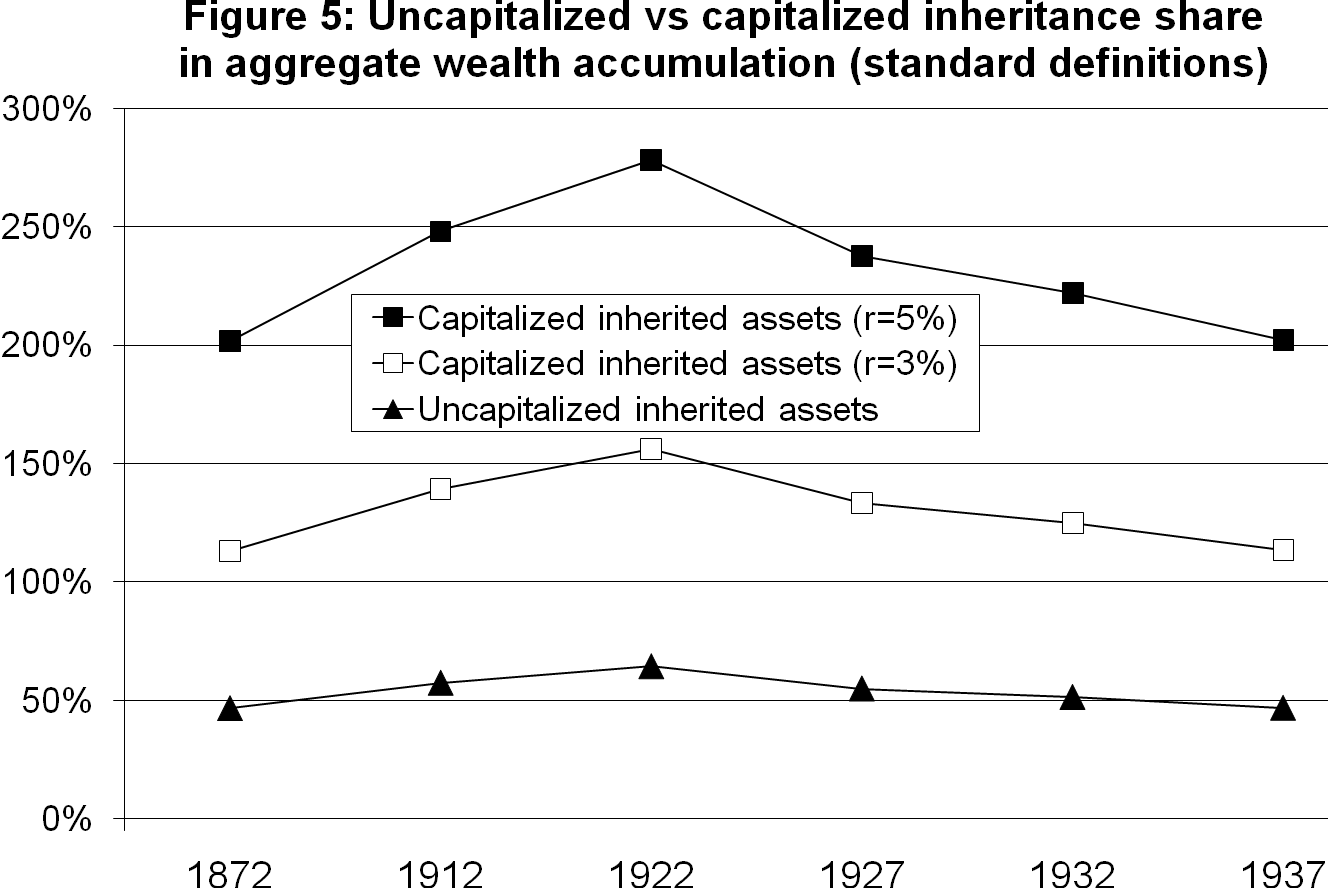 Figure 5: Uncapitalized vs capitalized inheritance share
in aggregate wealth accumulation (standard definitions)
300%
250%
200%
150%
100%
50%
0%
Capitalized inherited assets (r=5%)
Capitalized inherited assets (r=3%)
Uncapitalized inherited assets
1872 1912 1922 1927 1932 1937